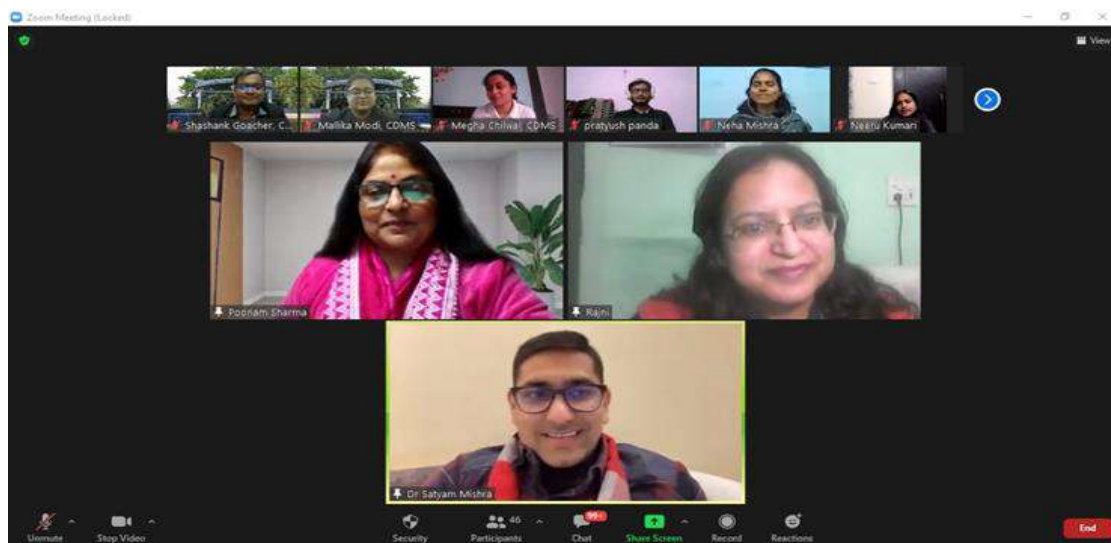 Zoom Meeting (Locked)
View
Shashank Goacher, C...
Mallika Modi, CDMS
Megha Chilwal, CDMS
pratyush panda
Neha Mishra
Neeru Kumari
Poonam Sharma
Rajni
Dr Satyam Mishra
Unmute
Stop Video
Security
46
Participants
99+
Chat
Share Screen
Record
Reactions
End